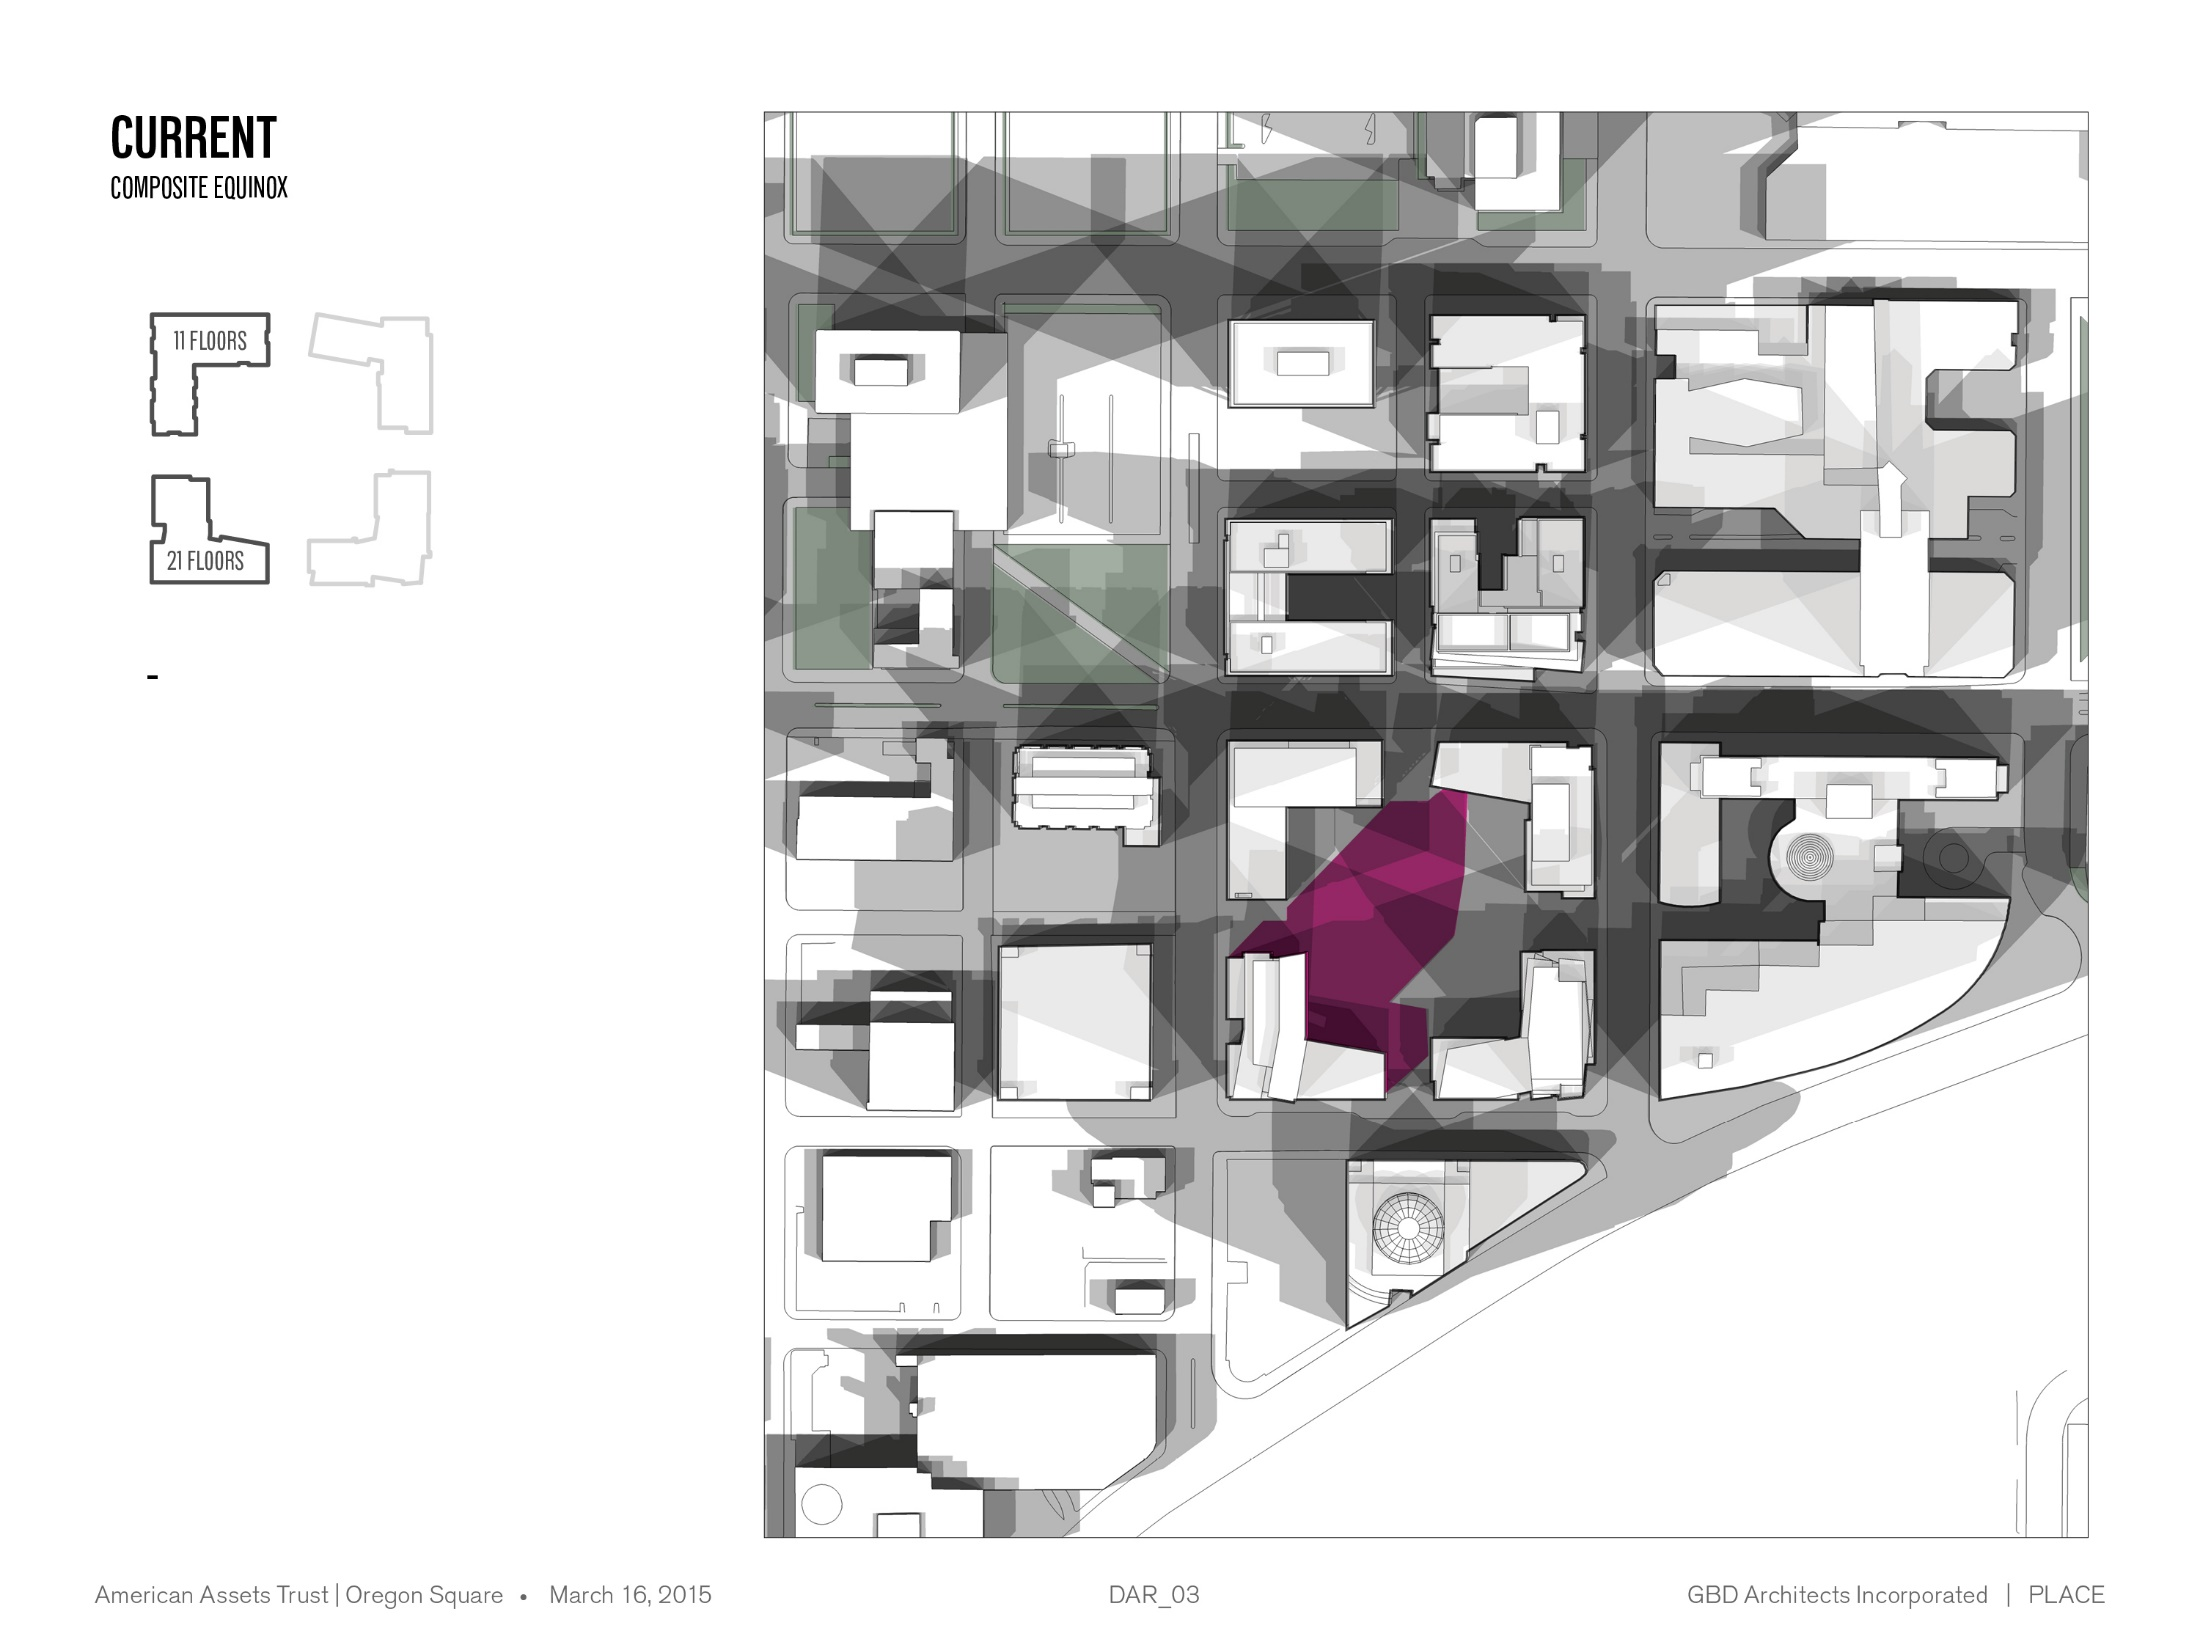 CURRENT
COMPOSITE EQUINOX
11 FLOORS
21 FLOORS
-
American Assets Trust | Oregon Square • March 16, 2015
DAR_03
GBD Architects Incorporated | PLACE